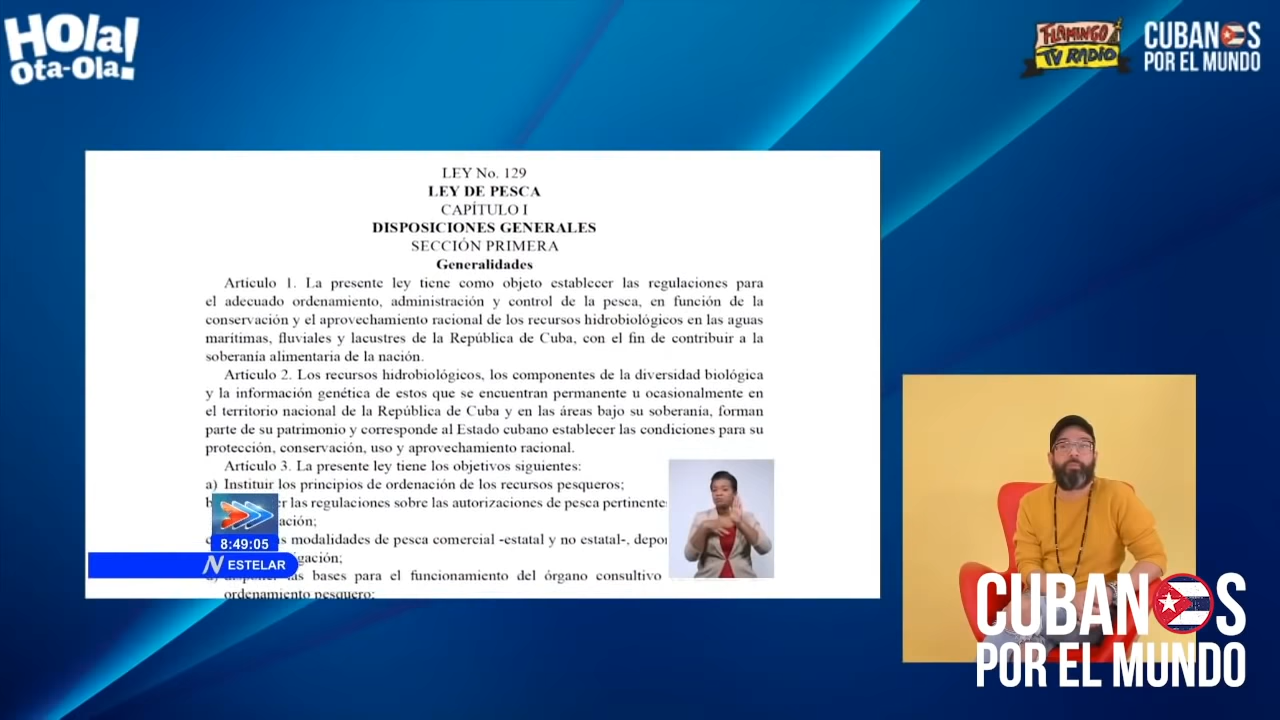 HOla!
Ota-Ola!
FLAMINGO
TV RADIO
CUBANOS
POR EL MUNDO
LEY No. 129
LEY DE PESCA
CAPÍTULO I
DISPOSICIONES GENERALES
SECCIÓN PRIMERA
Generalidades
Artículo 1. La presente ley tiene como objeto establecer las regulaciones para
el adecuado ordenamiento, administración y control de la pesca, en función de la
conservación y el aprovechamiento racional de los recursos hidrobiológicos en las aguas
marítimas, fluviales y lacustres de la República de Cuba, con el fin de contribuir a la
soberanía alimentaria de la nación.
Artículo 2. Los recursos hidrobiológicos, los componentes de la diversidad biológica
y la información genética de estos que se encuentran permanente u ocasionalmente en
el territorio nacional de la República de Cuba y en las áreas bajo su soberanía, forman
parte de su patrimonio y corresponde al Estado cubano establecer las condiciones para su
protección, conservación, uso y aprovechamiento racional.
Artículo 3. La presente ley tiene los objetivos siguientes:
a) Instituir los principios de ordenación de los recursos pesqueros;
las regulaciones sobre las autorizaciones de pesca pertinentes
modalidades de pesca comercial -estatal y no estatal-,
bases para el funcionamiento del órgano consultivo
ordenamiento pesquero;
8:49:05
N ESTELAR
CUBANOS
POR EL MUNDO